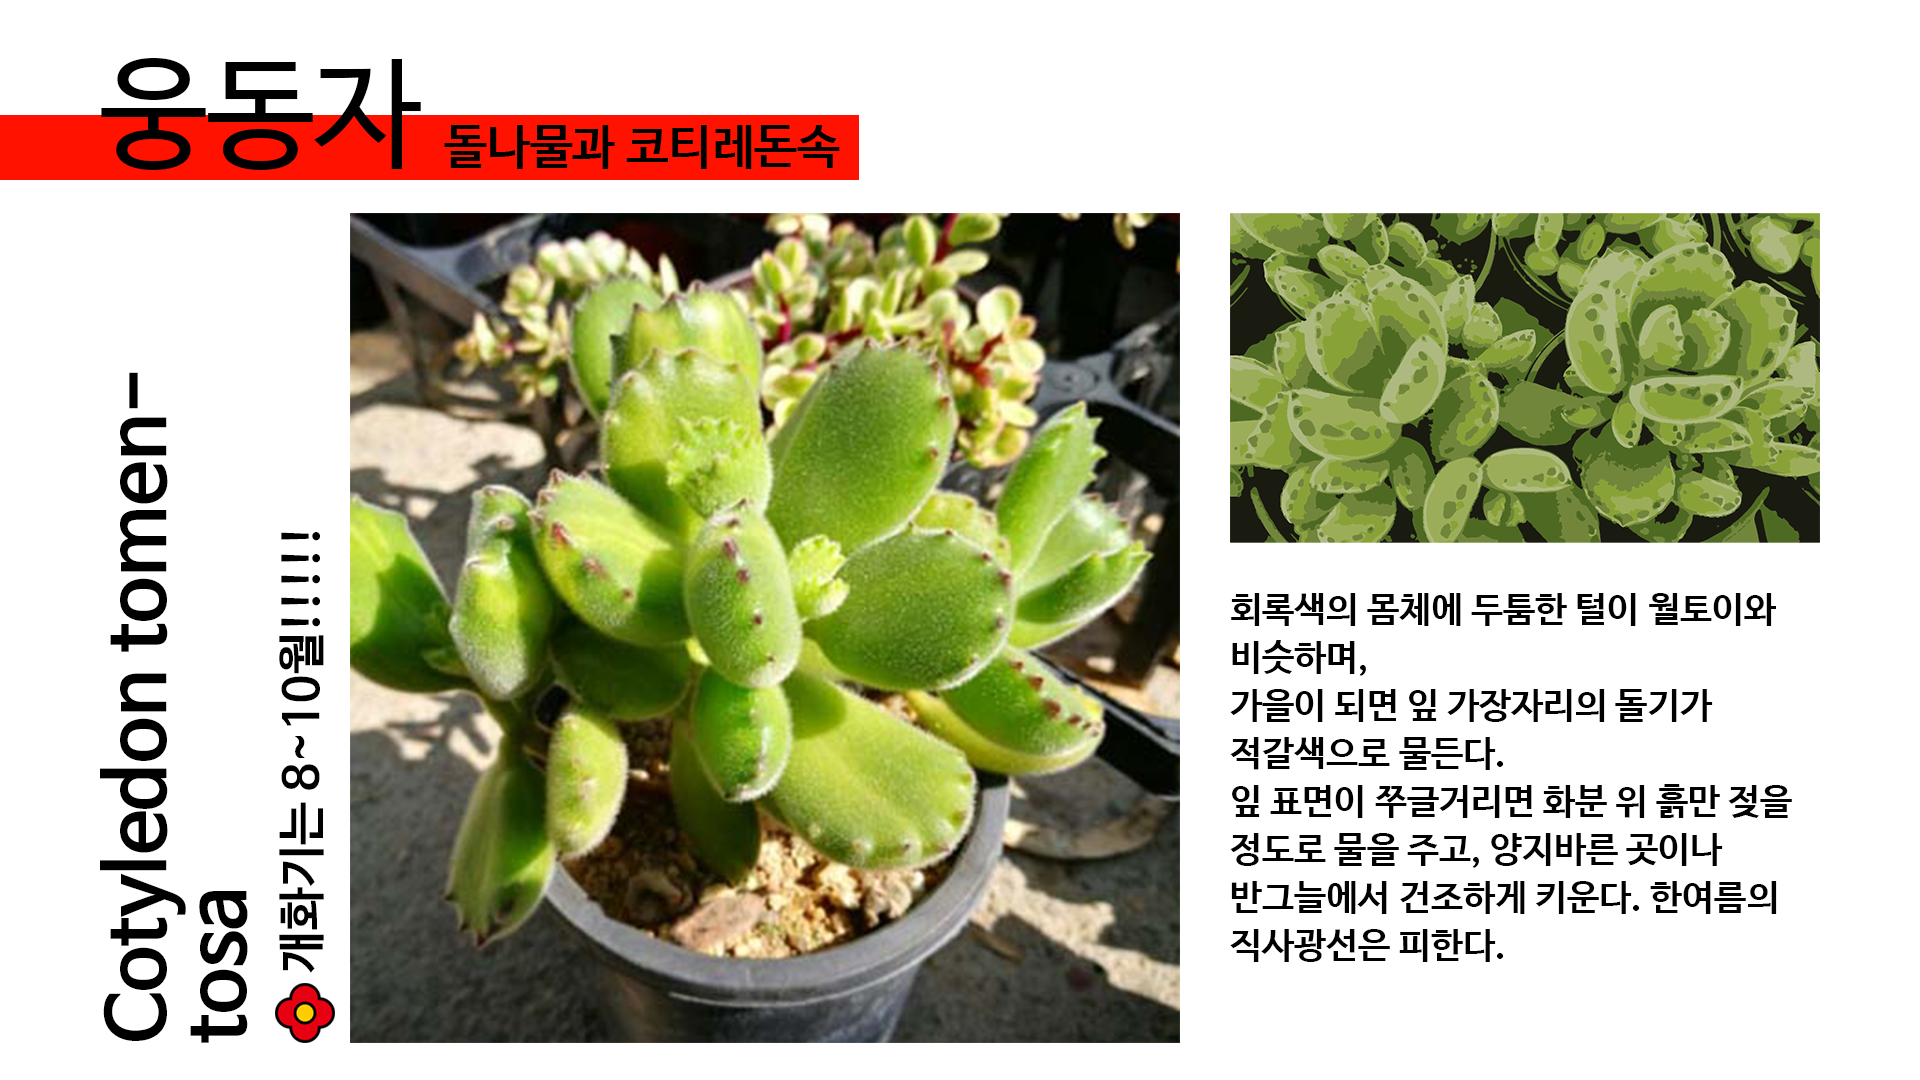 웅동자
돌나물과 코티레돈속
Cotyledon tomen-
tosa
개화기는 8~10월!!!!!
회록색의 몸체에 두툼한 털이 월토이와
비슷하며,
가을이 되면 잎 가장자리의 돌기가
적갈색으로 물든다.
잎 표면이 쭈글거리면 화분 위 흙만 젖을
정도로 물을 주고, 양지바른 곳이나
반그늘에서 건조하게 키운다. 한여름의
직사광선은 피한다.